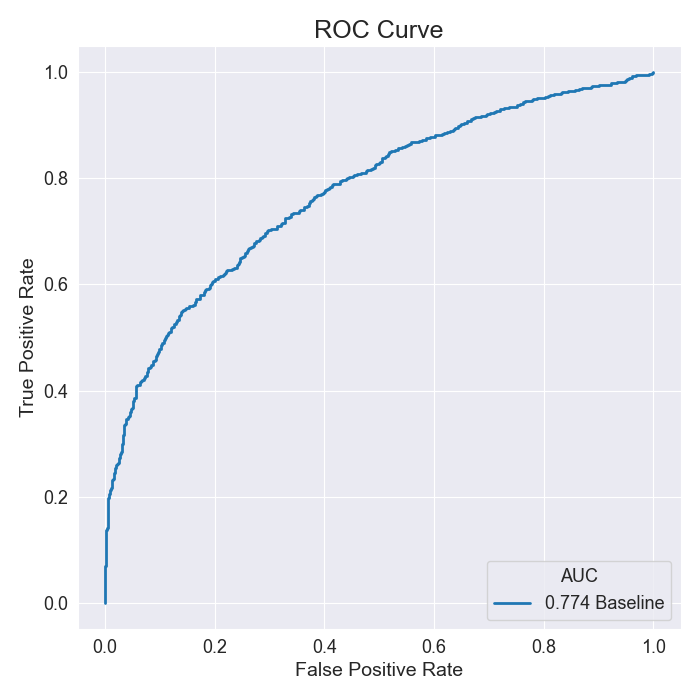 ROC Curve
True Positive Rate
1.0
0.8
0.6
0.4
0.2
0.0
0.0 0.2 0.4 0.6 0.8 1.0
False Positive Rate
AUC
0.774 Baseline